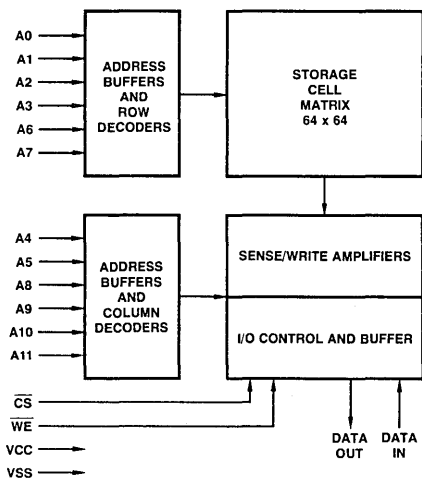 A0
A1
A2
A3
A6
A7
ADDRESS
BUFFERS
AND
ROW
DECODERS
STORAGE
CELL
MATRIX
64 x 64
A4
A5
A8
A9
A10
A11
ADDRESS
BUFFERS
AND
COLUMN
DECODERS
SENSE/WRITE AMPLIFIERS
I/O CONTROL AND BUFFER
C̅S̅
W̅E̅
VCC
VSS
DATA
OUT
DATA
IN